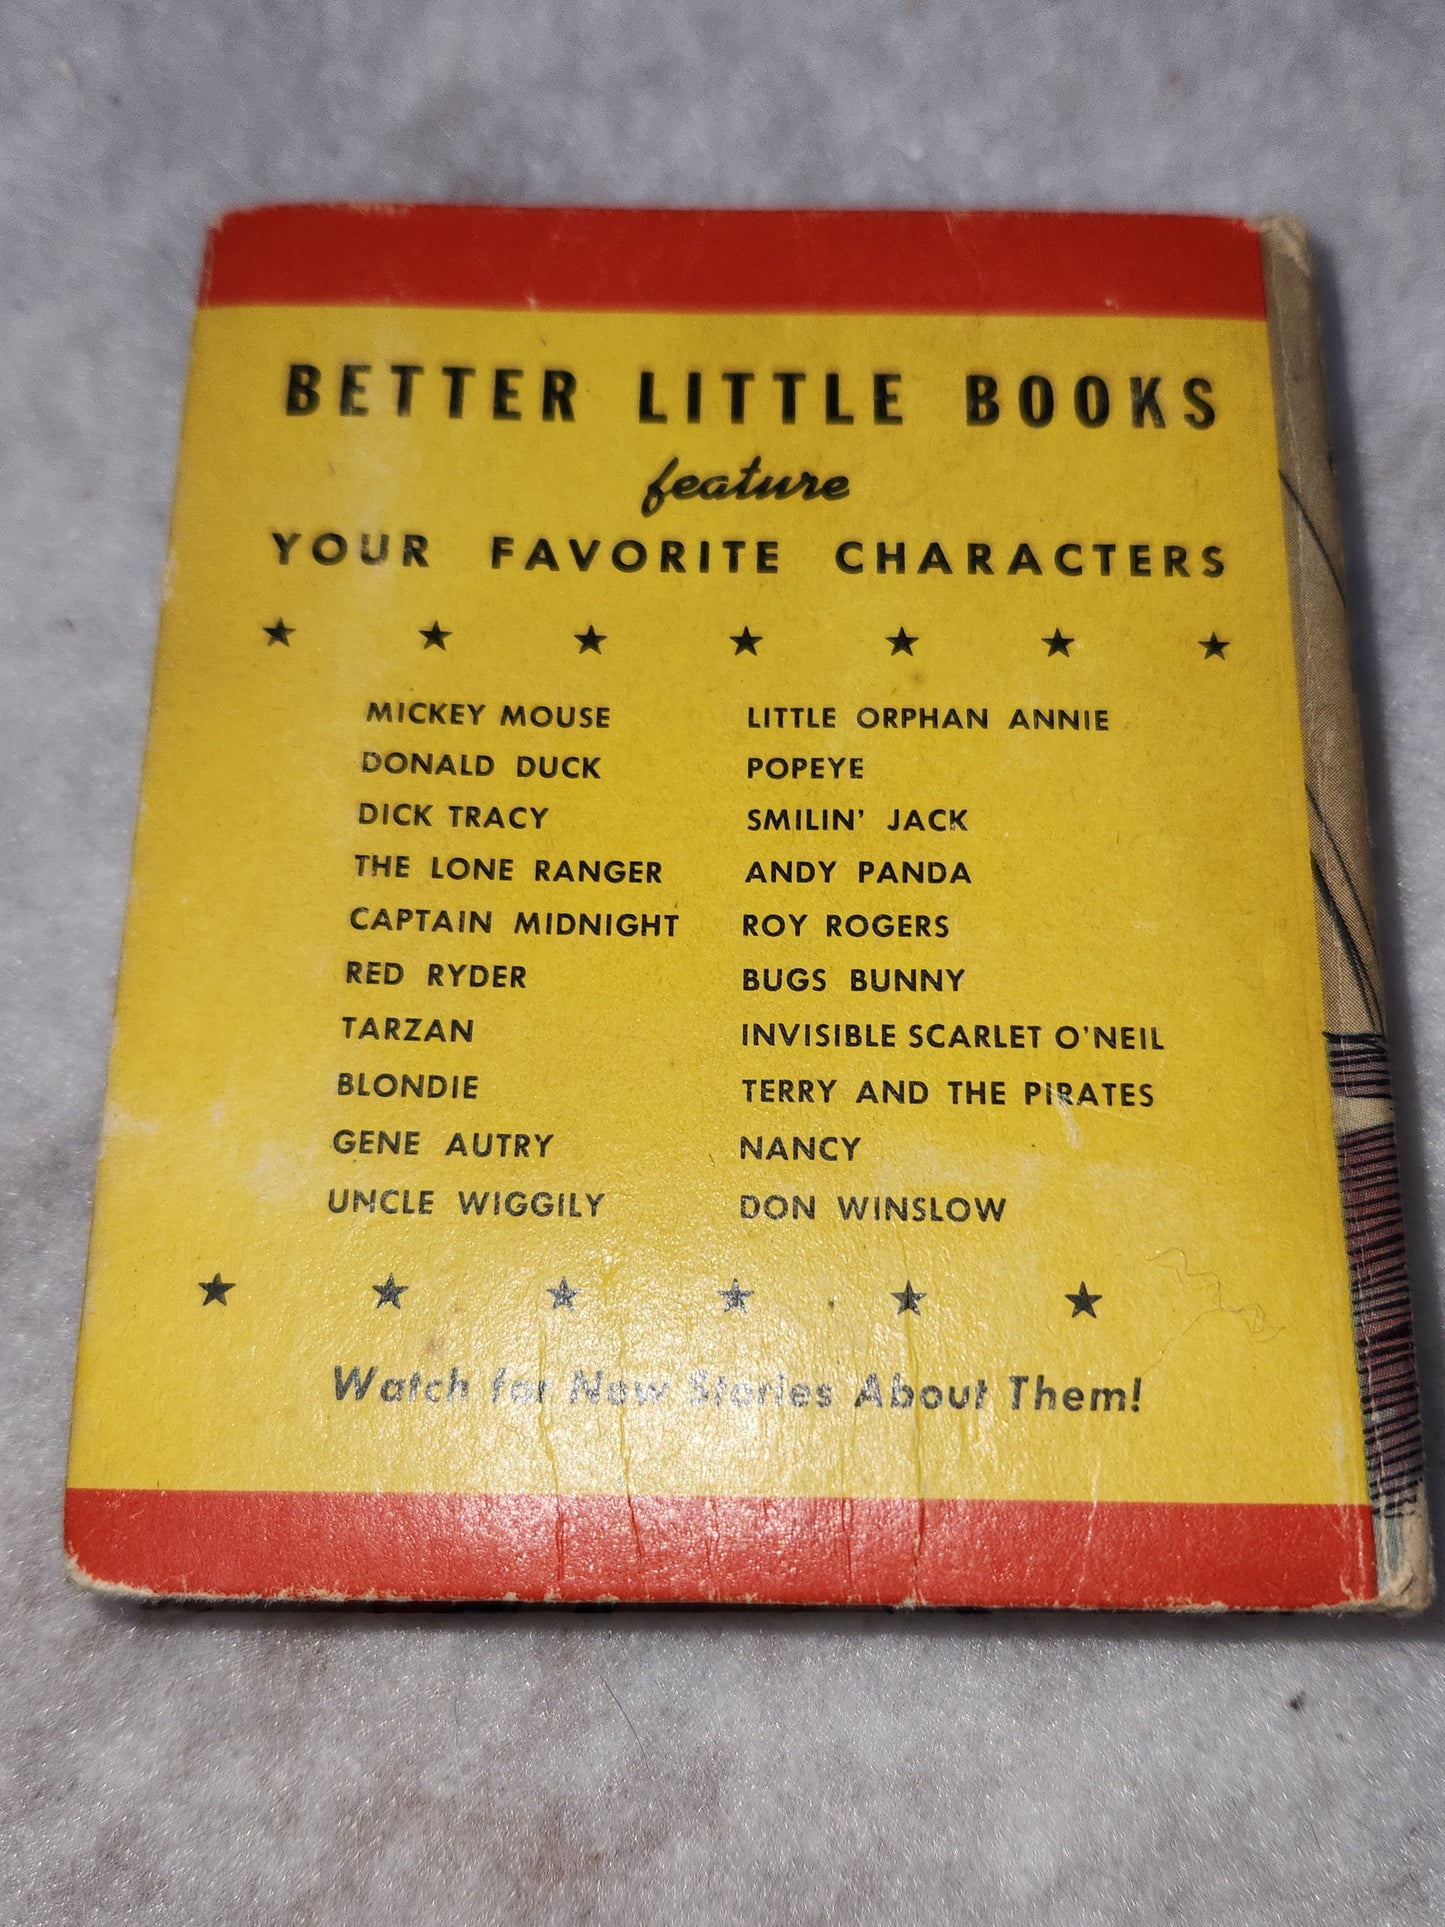 BETTER LITTLE BOOKS
feature
YOUR FAVORITE CHARACTERS
MICKEY MOUSE
DONALD DUCK
DICK TRACY
THE LONE RANGER
CAPTAIN MIDNIGHT
RED RYDER
TARZAN
BLONDIE
GENE AUTRY
UNCLE WIGGILY
LITTLE ORPHAN ANNIE
POPEYE
SMILIN' JACK
ANDY PANDA
ROY ROGERS
BUGS BUNNY
INVISIBLE SCARLET O'NEIL
TERRY AND THE PIRATES
NANCY
DON WINSLOW
Watch for New Stories About Them!